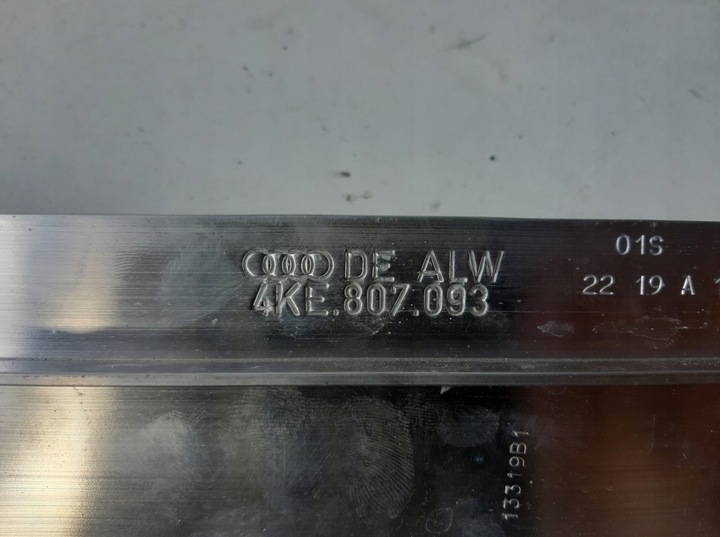 DE ALW
4KE.807.093
01S
22 19 A
13319B1